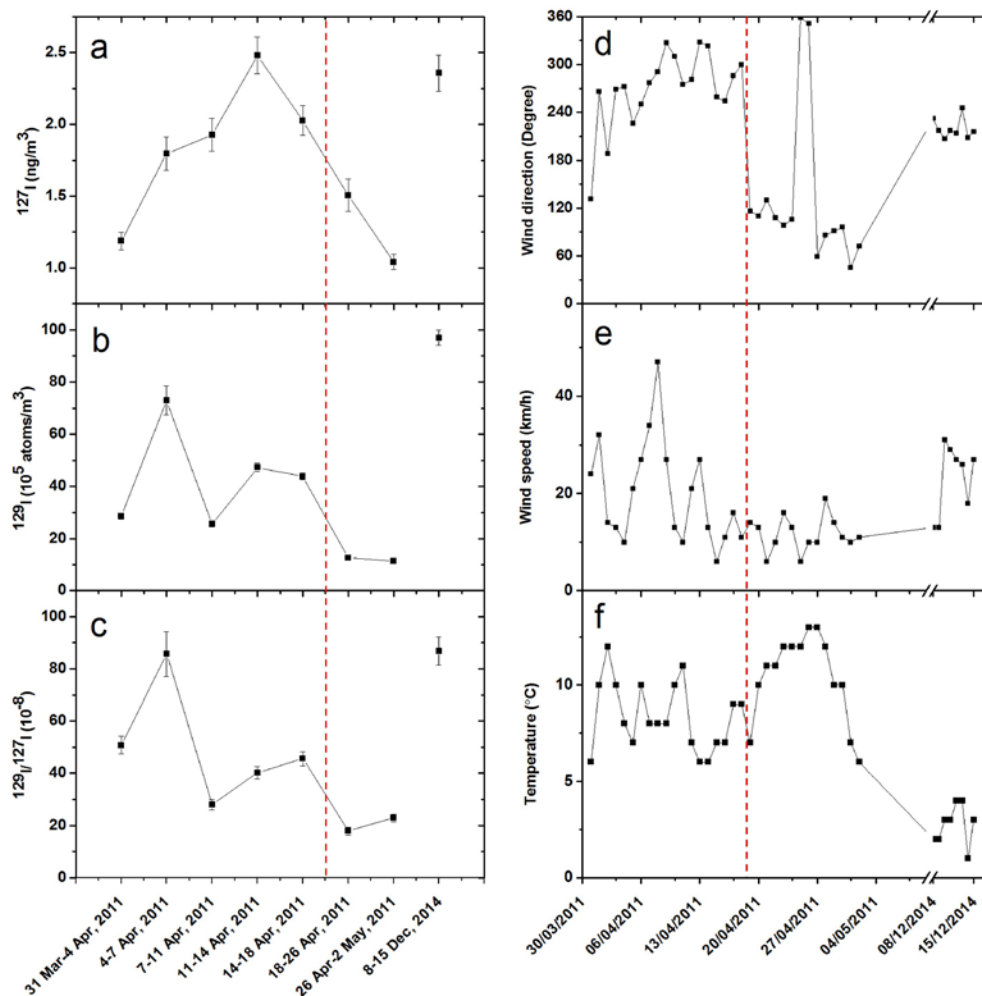 a
127I (ng/m3)
2.5
2.0
1.5
1.0
b
129I (10^5 atoms/m3)
100
80
60
40
20
0
c
129I/127I (10^-8)
100
80
60
40
20
0
31 Mar-4 Apr, 2011
4-7 Apr, 2011
7-11 Apr, 2011
11-14 Apr, 2011
14-18 Apr, 2011
18-26 Apr, 2011
26 Apr-2 May, 2011
8-15 Dec, 2014
d
Wind direction (Degree)
360
300
240
180
120
60
0
e
Wind speed (km/h)
40
20
0
f
Temperature (°C)
10
5
0
30/03/2011
06/04/2011
13/04/2011
20/04/2011
27/04/2011
04/05/2011
08/12/2014
15/12/2014